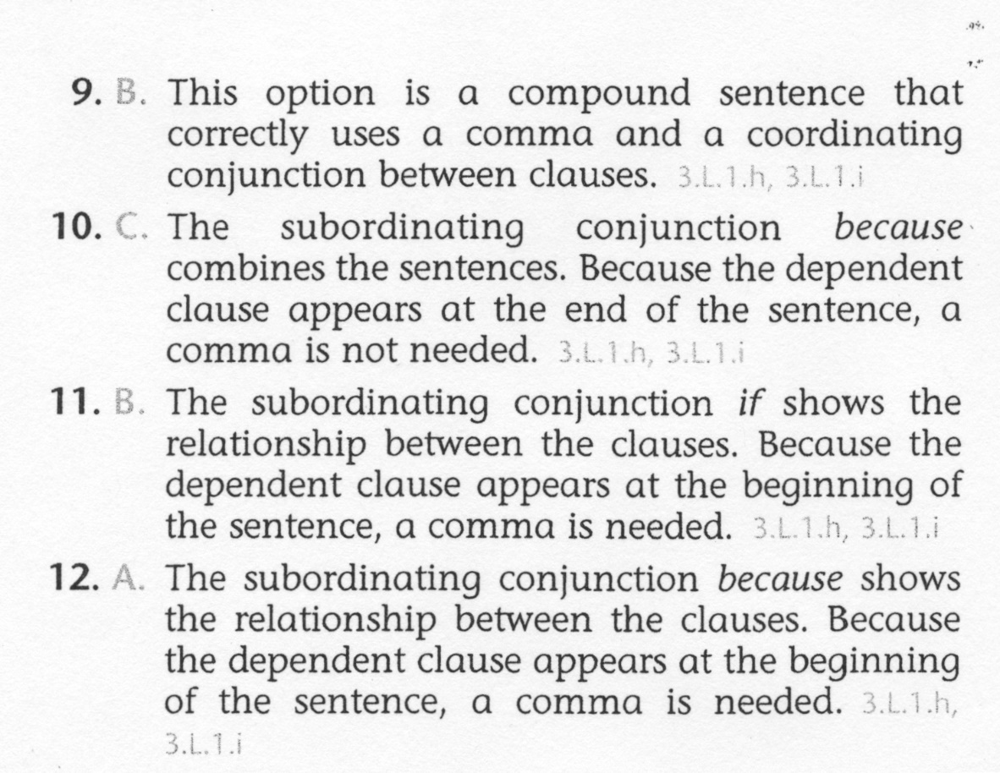 9. B. This option is a compound sentence that
correctly uses a comma and a coordinating
conjunction between clauses. 3.L.1.h, 3.L.1.i
10. C. The subordinating conjunction because
combines the sentences. Because the dependent
clause appears at the end of the sentence, a
comma is not needed. 3.L.1.h, 3.L.1.i
11. B. The subordinating conjunction if shows the
relationship between the clauses. Because the
dependent clause appears at the beginning of
the sentence, a comma is needed. 3.L.1.h, 3.L.1.i
12. A. The subordinating conjunction because shows
the relationship between the clauses. Because
the dependent clause appears at the beginning
of the sentence, a comma is needed. 3.L.1.h,
3.L.1.i